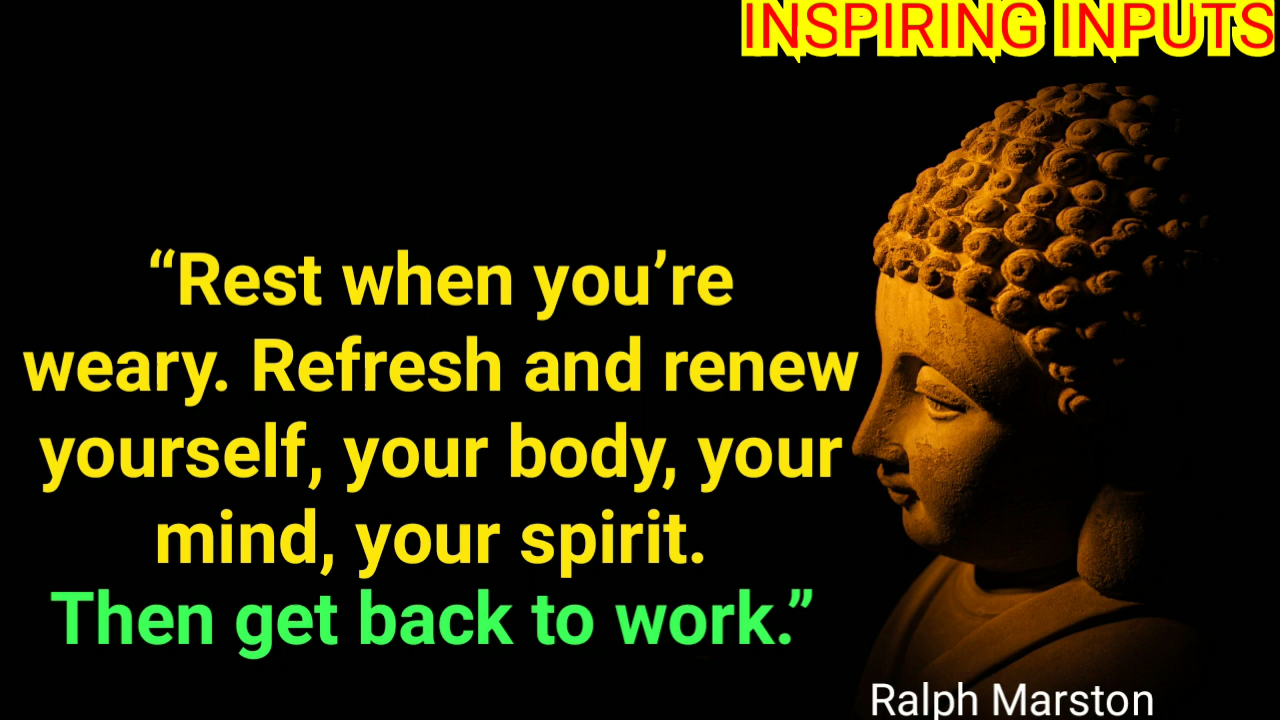 INSPIRING INPUTS
“Rest when you’re
weary. Refresh and renew
yourself, your body, your
mind, your spirit.
Then get back to work.”
Ralph Marston